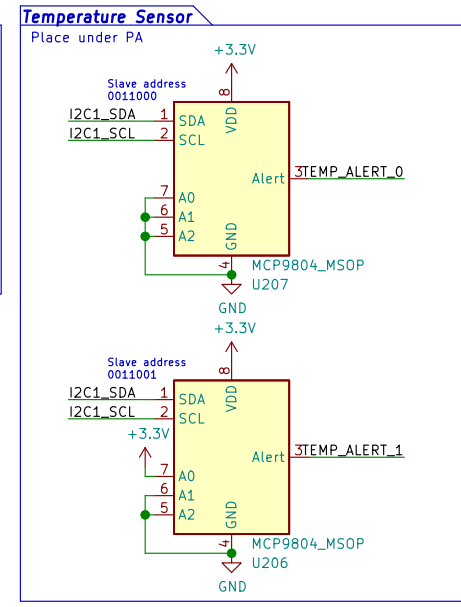 Temperature Sensor
Place under PA
+3.3V
Slave address
0011000
8
I2C1_SDA 1 SDA VDD
I2C1_SCL 2 SCL
Alert 3 TEMP_ALERT_0
7 A0
6 A1
5 A2 GND
4 MCP9804_MSOP
U207
GND
+3.3V
Slave address
0011001
8
I2C1_SDA 1 SDA VDD
I2C1_SCL 2 SCL
+3.3V
Alert 3 TEMP_ALERT_1
7 A0
6 A1
5 A2 GND
4 MCP9804_MSOP
U206
GND